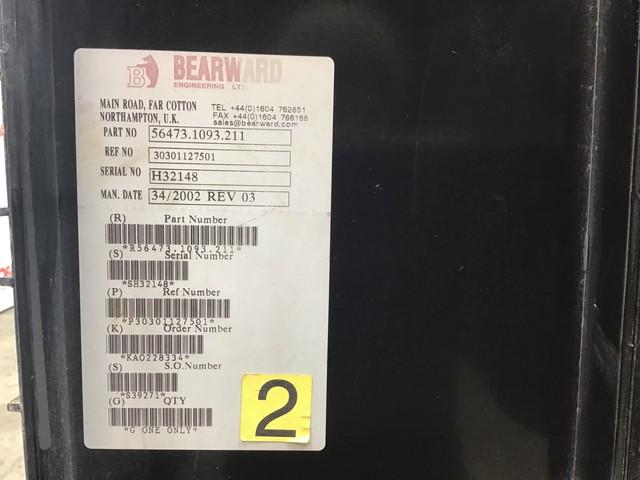 B BEARWARD
ENGINEERING LTD.
MAIN ROAD, FAR COTTON
NORTHAMPTON, U.K.
TEL +44(0)1604 762851
FAX +44(0)1604 766168
sales@bearward.com
PART NO 56473.1093.211
REF NO 30301127501
SERIAL NO H32148
MAN. DATE 34/2002 REV 03
(R) Part Number
*R56473.1093.211*
(S) Serial Number
*SH32148*
(P) Ref Number
*P30301127501*
(K) Order Number
*KA0228334*
(S) S.O.Number
*S39271*
(G) QTY
*G ONE ONLY*
2